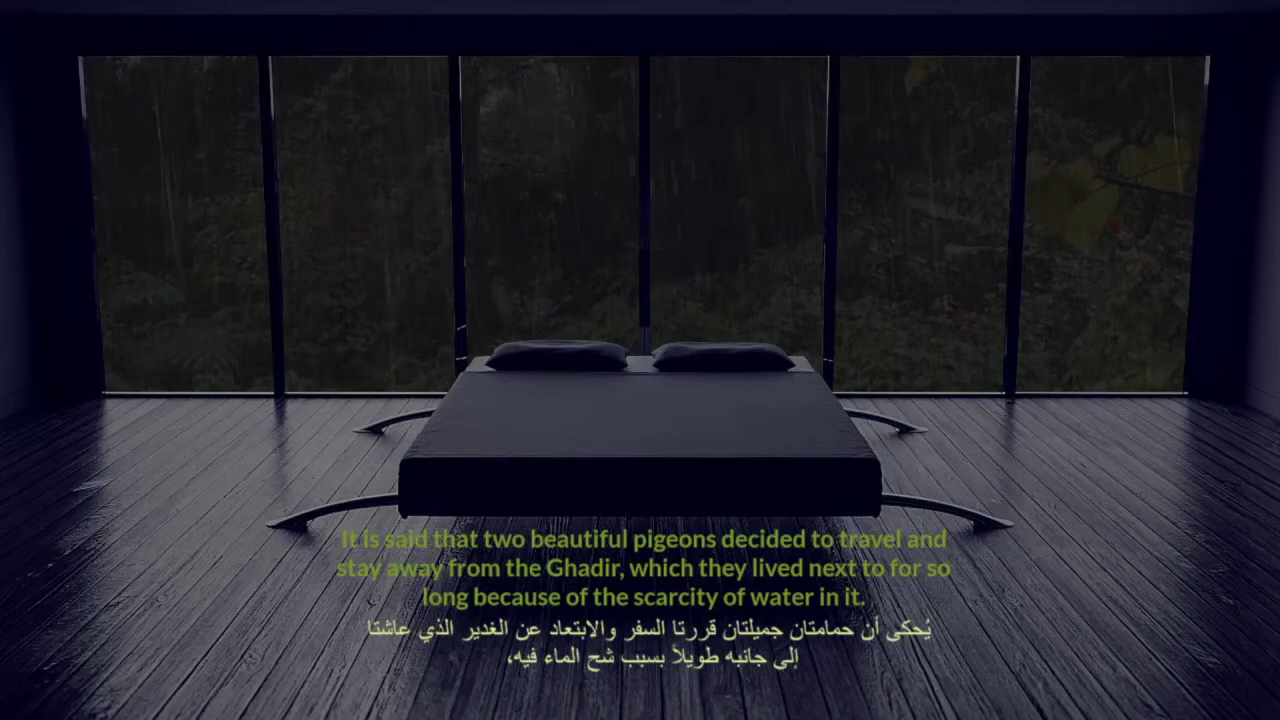 It is said that two beautiful pigeons decided to travel and
stay away from the Ghadir, which they lived next to for so
long because of the scarcity of water in it.
يُحكى أن حمامتان جميلتان قررتا السفر والابتعاد عن الغدير الذي عاشتا
إلى جانبه طويلاً بسبب شح الماء فيه،